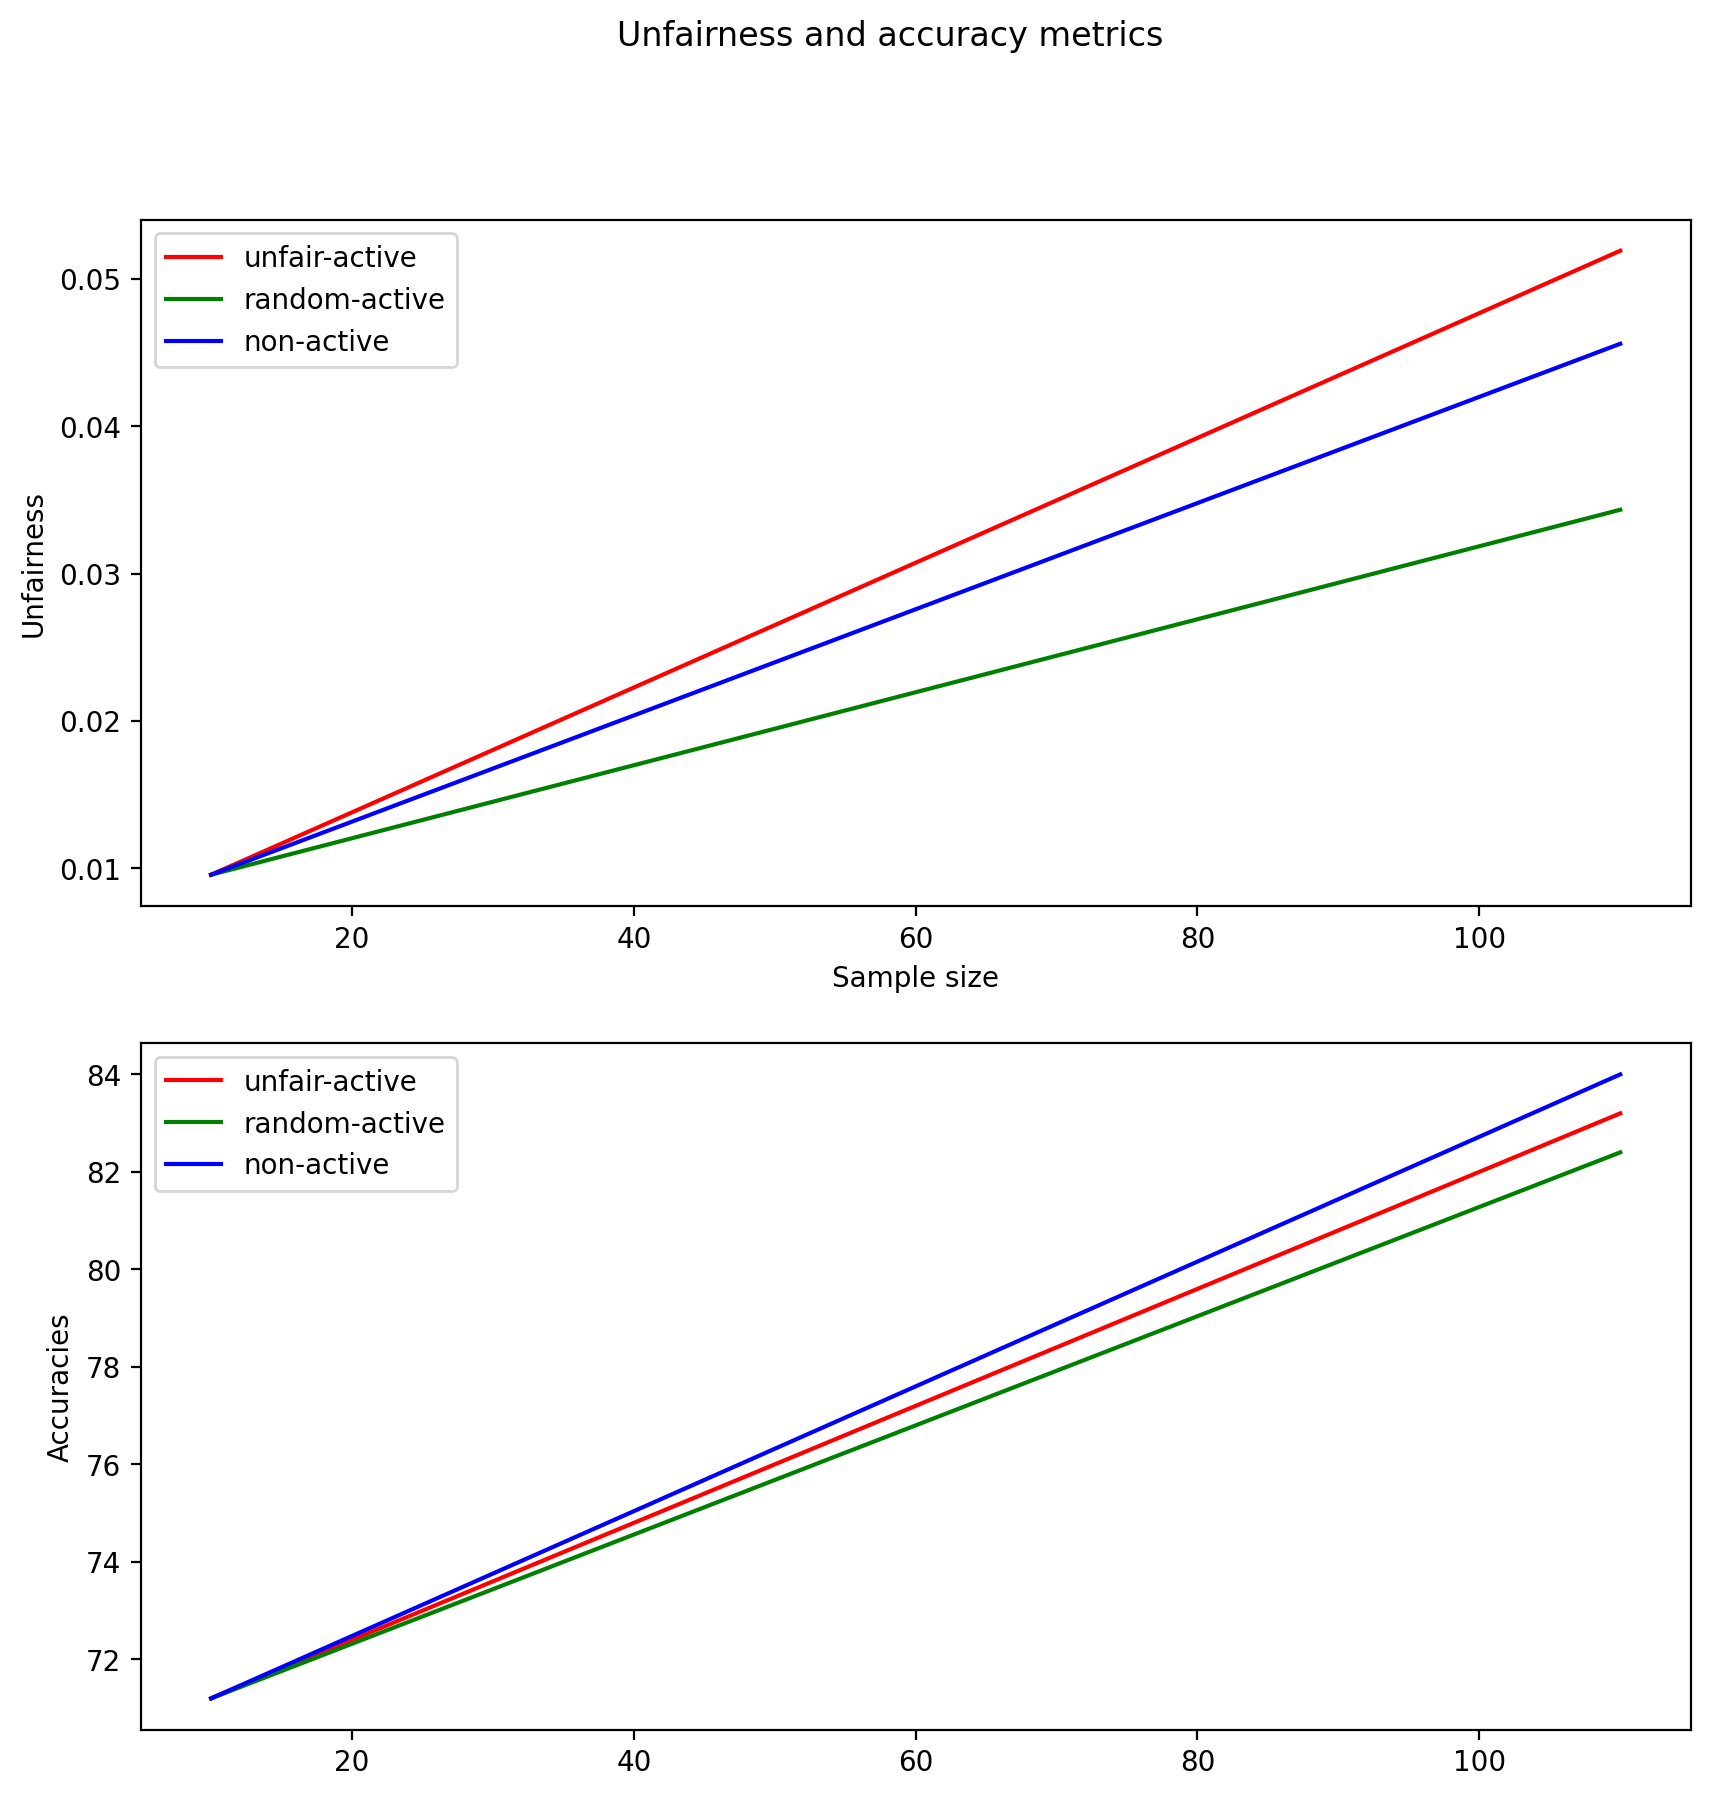 Unfairness and accuracy metrics
unfair-active
random-active
non-active
0.05
0.04
0.03
0.02
0.01
Unfairness
20 40 60 80 100
Sample size
unfair-active
random-active
non-active
84
82
80
78
76
74
72
Accuracies
20 40 60 80 100